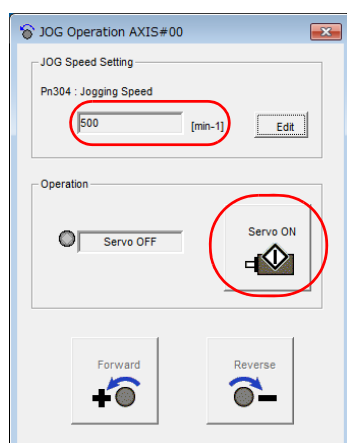 JOG Operation AXIS#00
JOG Speed Setting
Pn304 : Jogging Speed
500 [min-1] Edit
Operation
Servo OFF
Servo ON
Forward Reverse